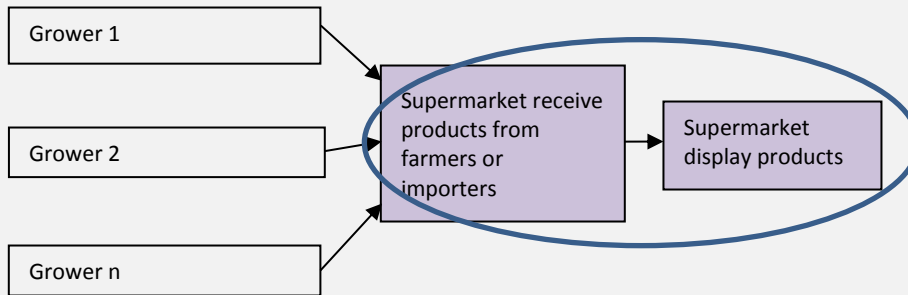 Grower 1
Supermarket receive
products from
farmers or
importers
Supermarket
display products
Grower 2
Grower n